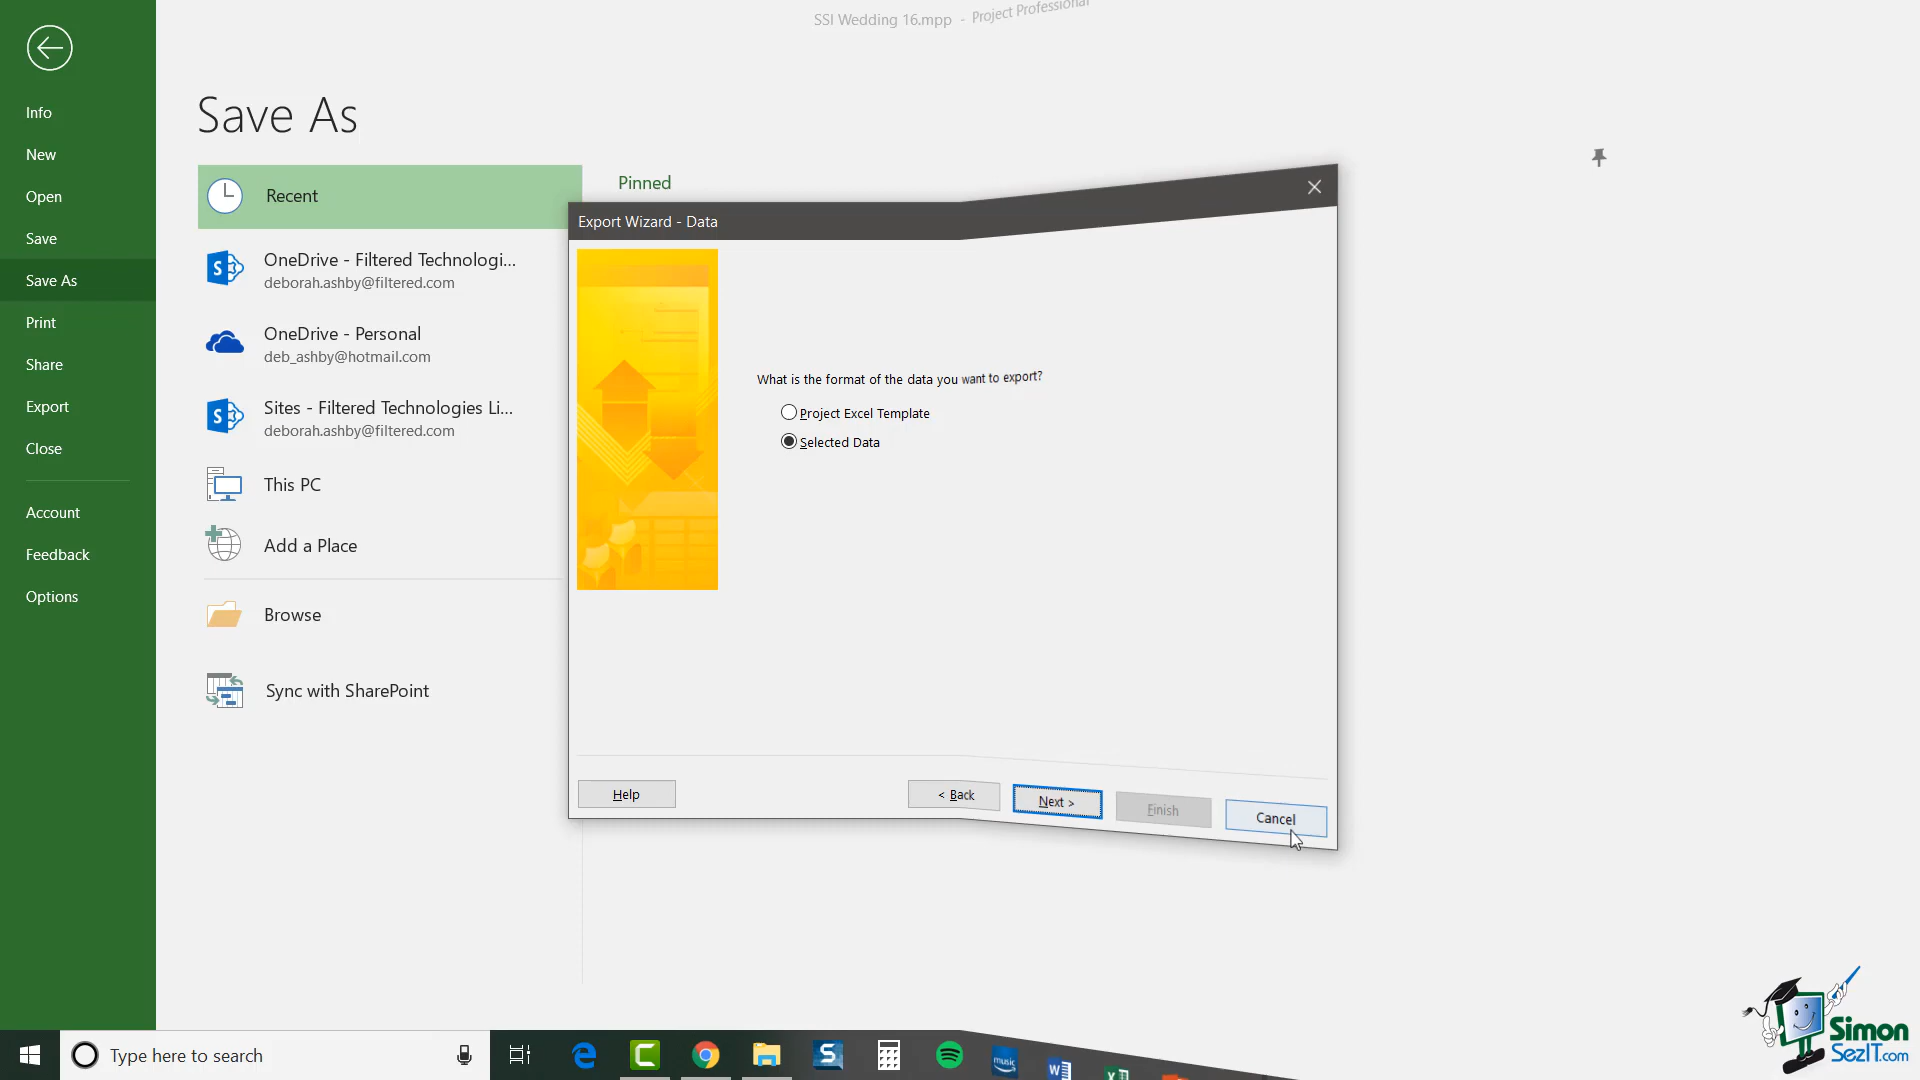 SSI Wedding 16.mpp - Project Professional
Info
New
Open
Save
Save As
Print
Share
Export
Close
Account
Feedback
Options
Save As
Recent
OneDrive - Filtered Technologi...
deborah.ashby@filtered.com
OneDrive - Personal
deb_ashby@hotmail.com
Sites - Filtered Technologies Li...
deborah.ashby@filtered.com
This PC
Add a Place
Browse
Sync with SharePoint
Pinned
Export Wizard - Data
What is the format of the data you want to export?
Project Excel Template
Selected Data
Help
< Back
Next >
Finish
Cancel
Type here to search
music
Simon
SezIT.com